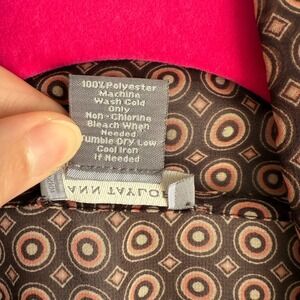 100% Polyester
Machine
Wash Cold
Only
Non-Chlorine
Bleach When
Needed
Tumble Dry Low
Cool Iron
If Needed
ANN TAYLOR